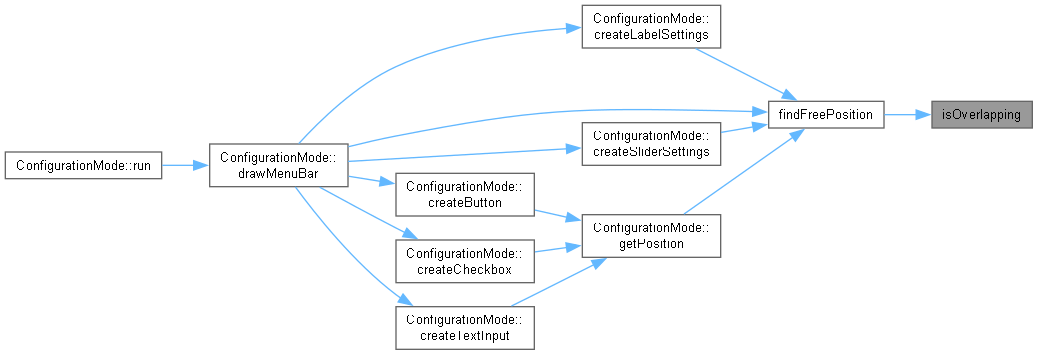 ConfigurationMode::
createLabelSettings
findFreePosition
isOverlapping
ConfigurationMode::
createSliderSettings
ConfigurationMode::run
ConfigurationMode::
drawMenuBar
ConfigurationMode::
createButton
ConfigurationMode::
getPosition
ConfigurationMode::
createCheckbox
ConfigurationMode::
createTextInput